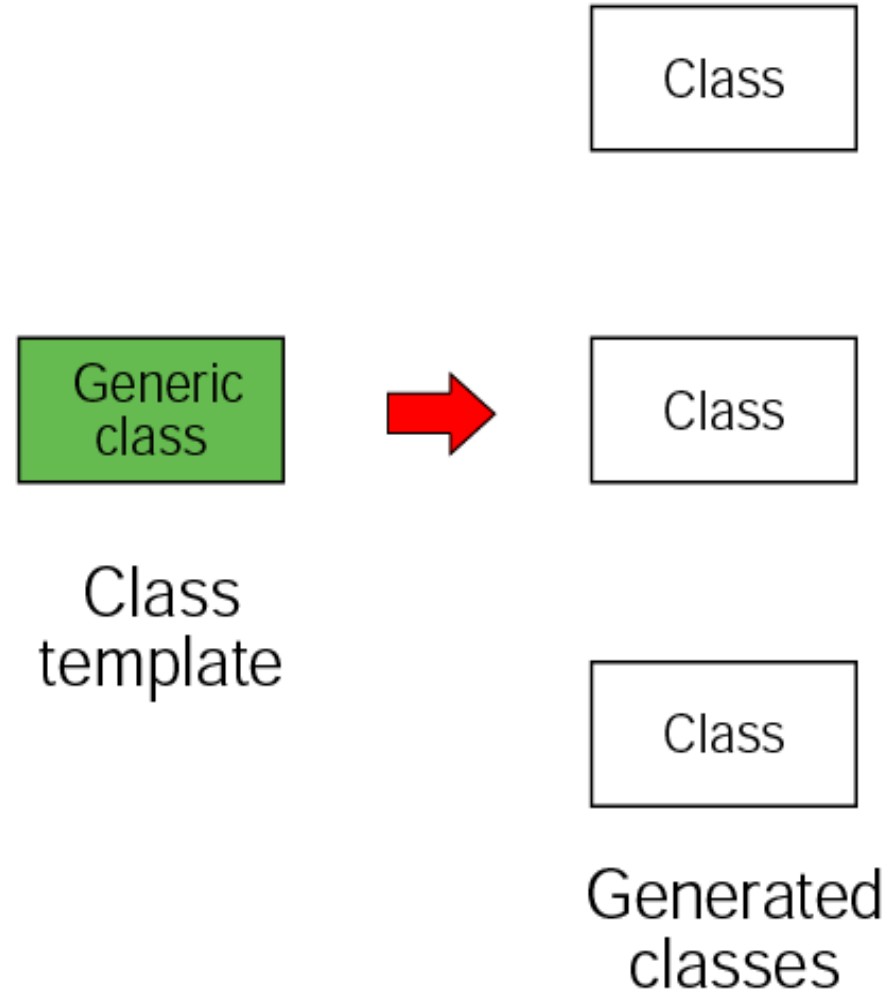 Class
Generic
class
Class
Class
template
Class
Generated
classes